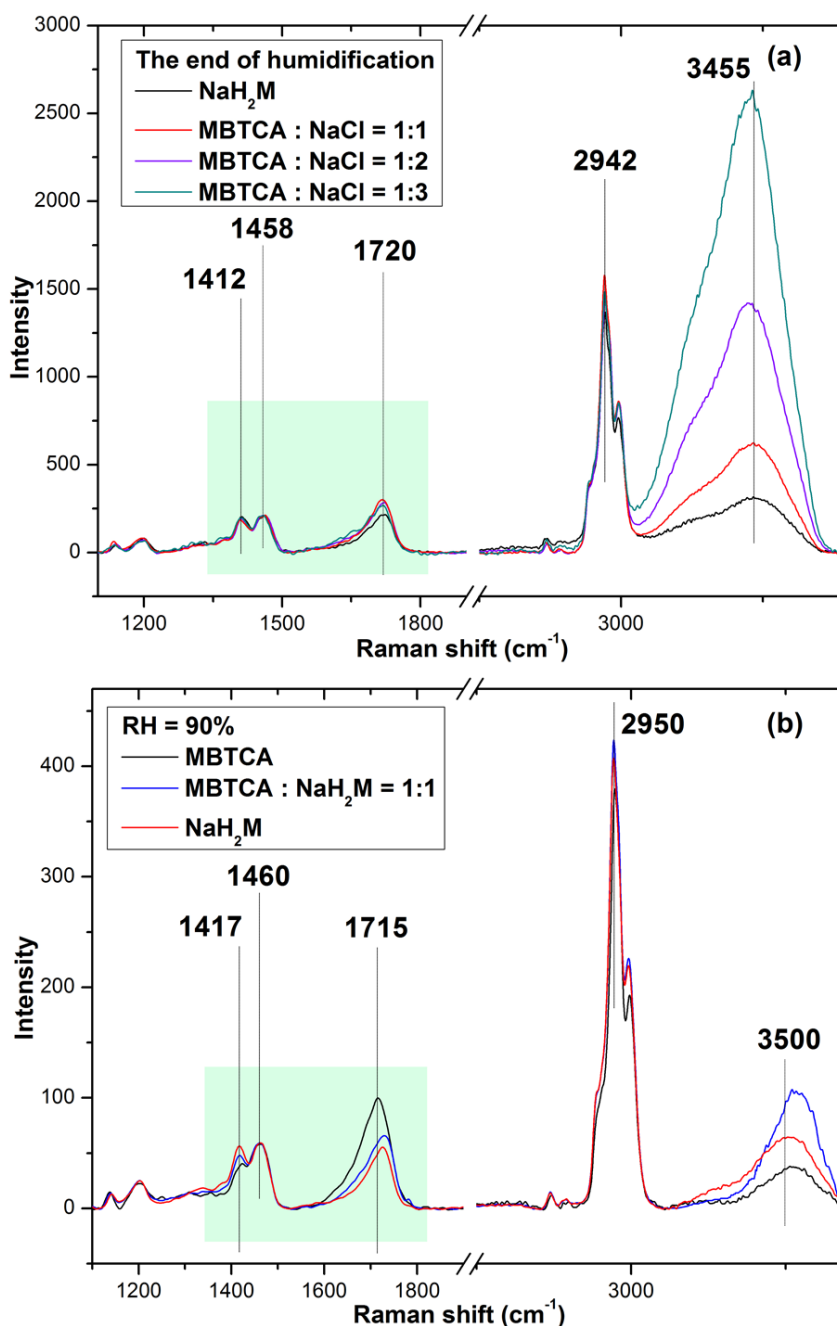 3000
(a)
The end of humidification
NaH₂M
MBTCA : NaCl = 1:1
MBTCA : NaCl = 1:2
MBTCA : NaCl = 1:3
3455
2500
2942
2000
1458
1720
1412
1500
Intensity
1000
500
0
1200
1500
1800
3000
Raman shift (cm⁻¹)
(b)
RH = 90%
MBTCA
MBTCA : NaH₂M = 1:1
NaH₂M
2950
400
300
1460
1417
1715
Intensity
200
3500
100
0
1200
1400
1600
1800
3000
Raman shift (cm⁻¹)